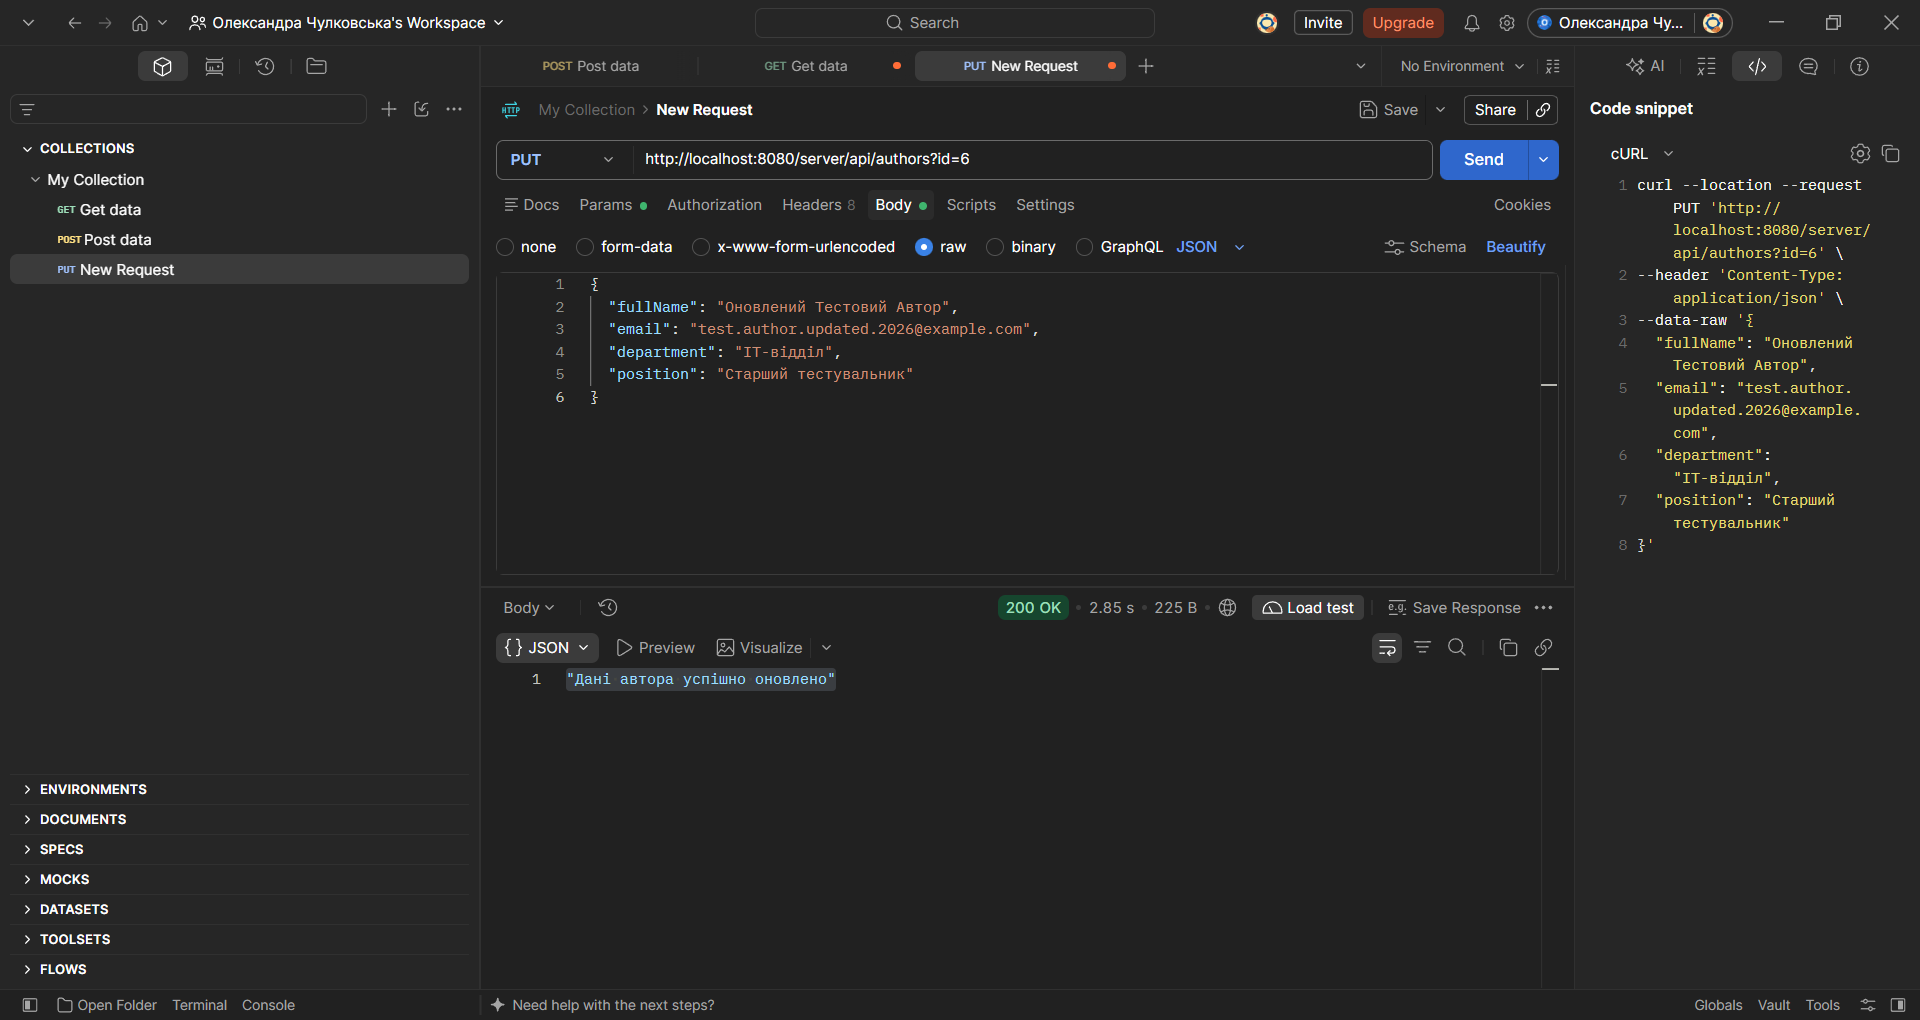 Олександра Чулковська's Workspace
Search
Invite
Upgrade
Олександра Чу...
POST Post data
GET Get data
PUT New Request
No Environment
AI
My Collection > New Request
Save
Share
Code snippet
COLLECTIONS
My Collection
GET Get data
POST Post data
PUT New Request
PUT
http://localhost:8080/server/api/authors?id=6
Send
Docs
Params
Authorization
Headers 8
Body
Scripts
Settings
Cookies
none
form-data
x-www-form-urlencoded
raw
binary
GraphQL
JSON
Schema
Beautify
1 {
2 "fullName": "Оновлений Тестовий Автор",
3 "email": "test.author.updated.2026@example.com",
4 "department": "ІТ-відділ",
5 "position": "Старший тестувальник"
6 }
cURL
1 curl --location --request
PUT 'http://
localhost:8080/server/
api/authors?id=6' \
2 --header 'Content-Type:
application/json' \
3 --data-raw '{
4 "fullName": "Оновлений
Тестовий Автор",
5 "email": "test.author.
updated.2026@example.
com",
6 "department":
"ІТ-відділ",
7 "position": "Старший
тестувальник"
8 }'
Body
200 OK
2.85 s
225 B
Load test
e.g. Save Response
{} JSON
Preview
Visualize
1 "Дані автора успішно оновлено"
ENVIRONMENTS
DOCUMENTS
SPECS
MOCKS
DATASETS
TOOLSETS
FLOWS
Open Folder
Terminal
Console
Need help with the next steps?
Globals
Vault
Tools